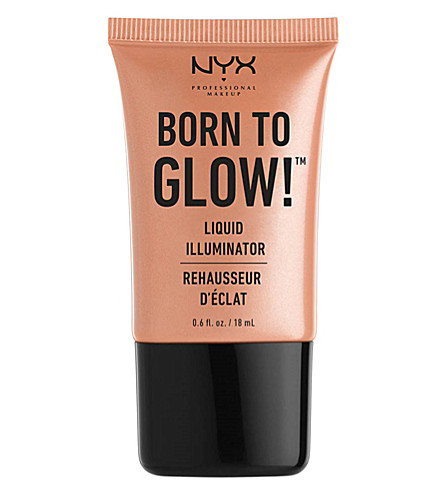 NYX
PROFESSIONAL
MAKEUP
BORN TO
GLOW!™
LIQUID
ILLUMINATOR
REHAUSSEUR
D'ÉCLAT
0.6 fl. oz. / 18 mL